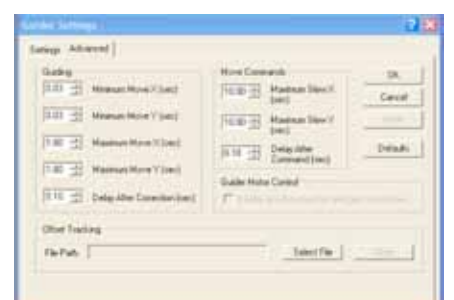 Guider Settings
Settings Advanced
Guiding
0.03 Minimum Move X (sec)
0.03 Minimum Move Y (sec)
1.00 Maximum Move X (sec)
1.00 Maximum Move Y (sec)
0.10 Delay After Correction (sec)
Move Commands
10.00 Maximum Slew X (sec)
10.00 Maximum Slew Y (sec)
0.10 Delay After Command (sec)
OK
Cancel
Defaults
Guider Motor Control
Offset Tracking
File Path
Select File